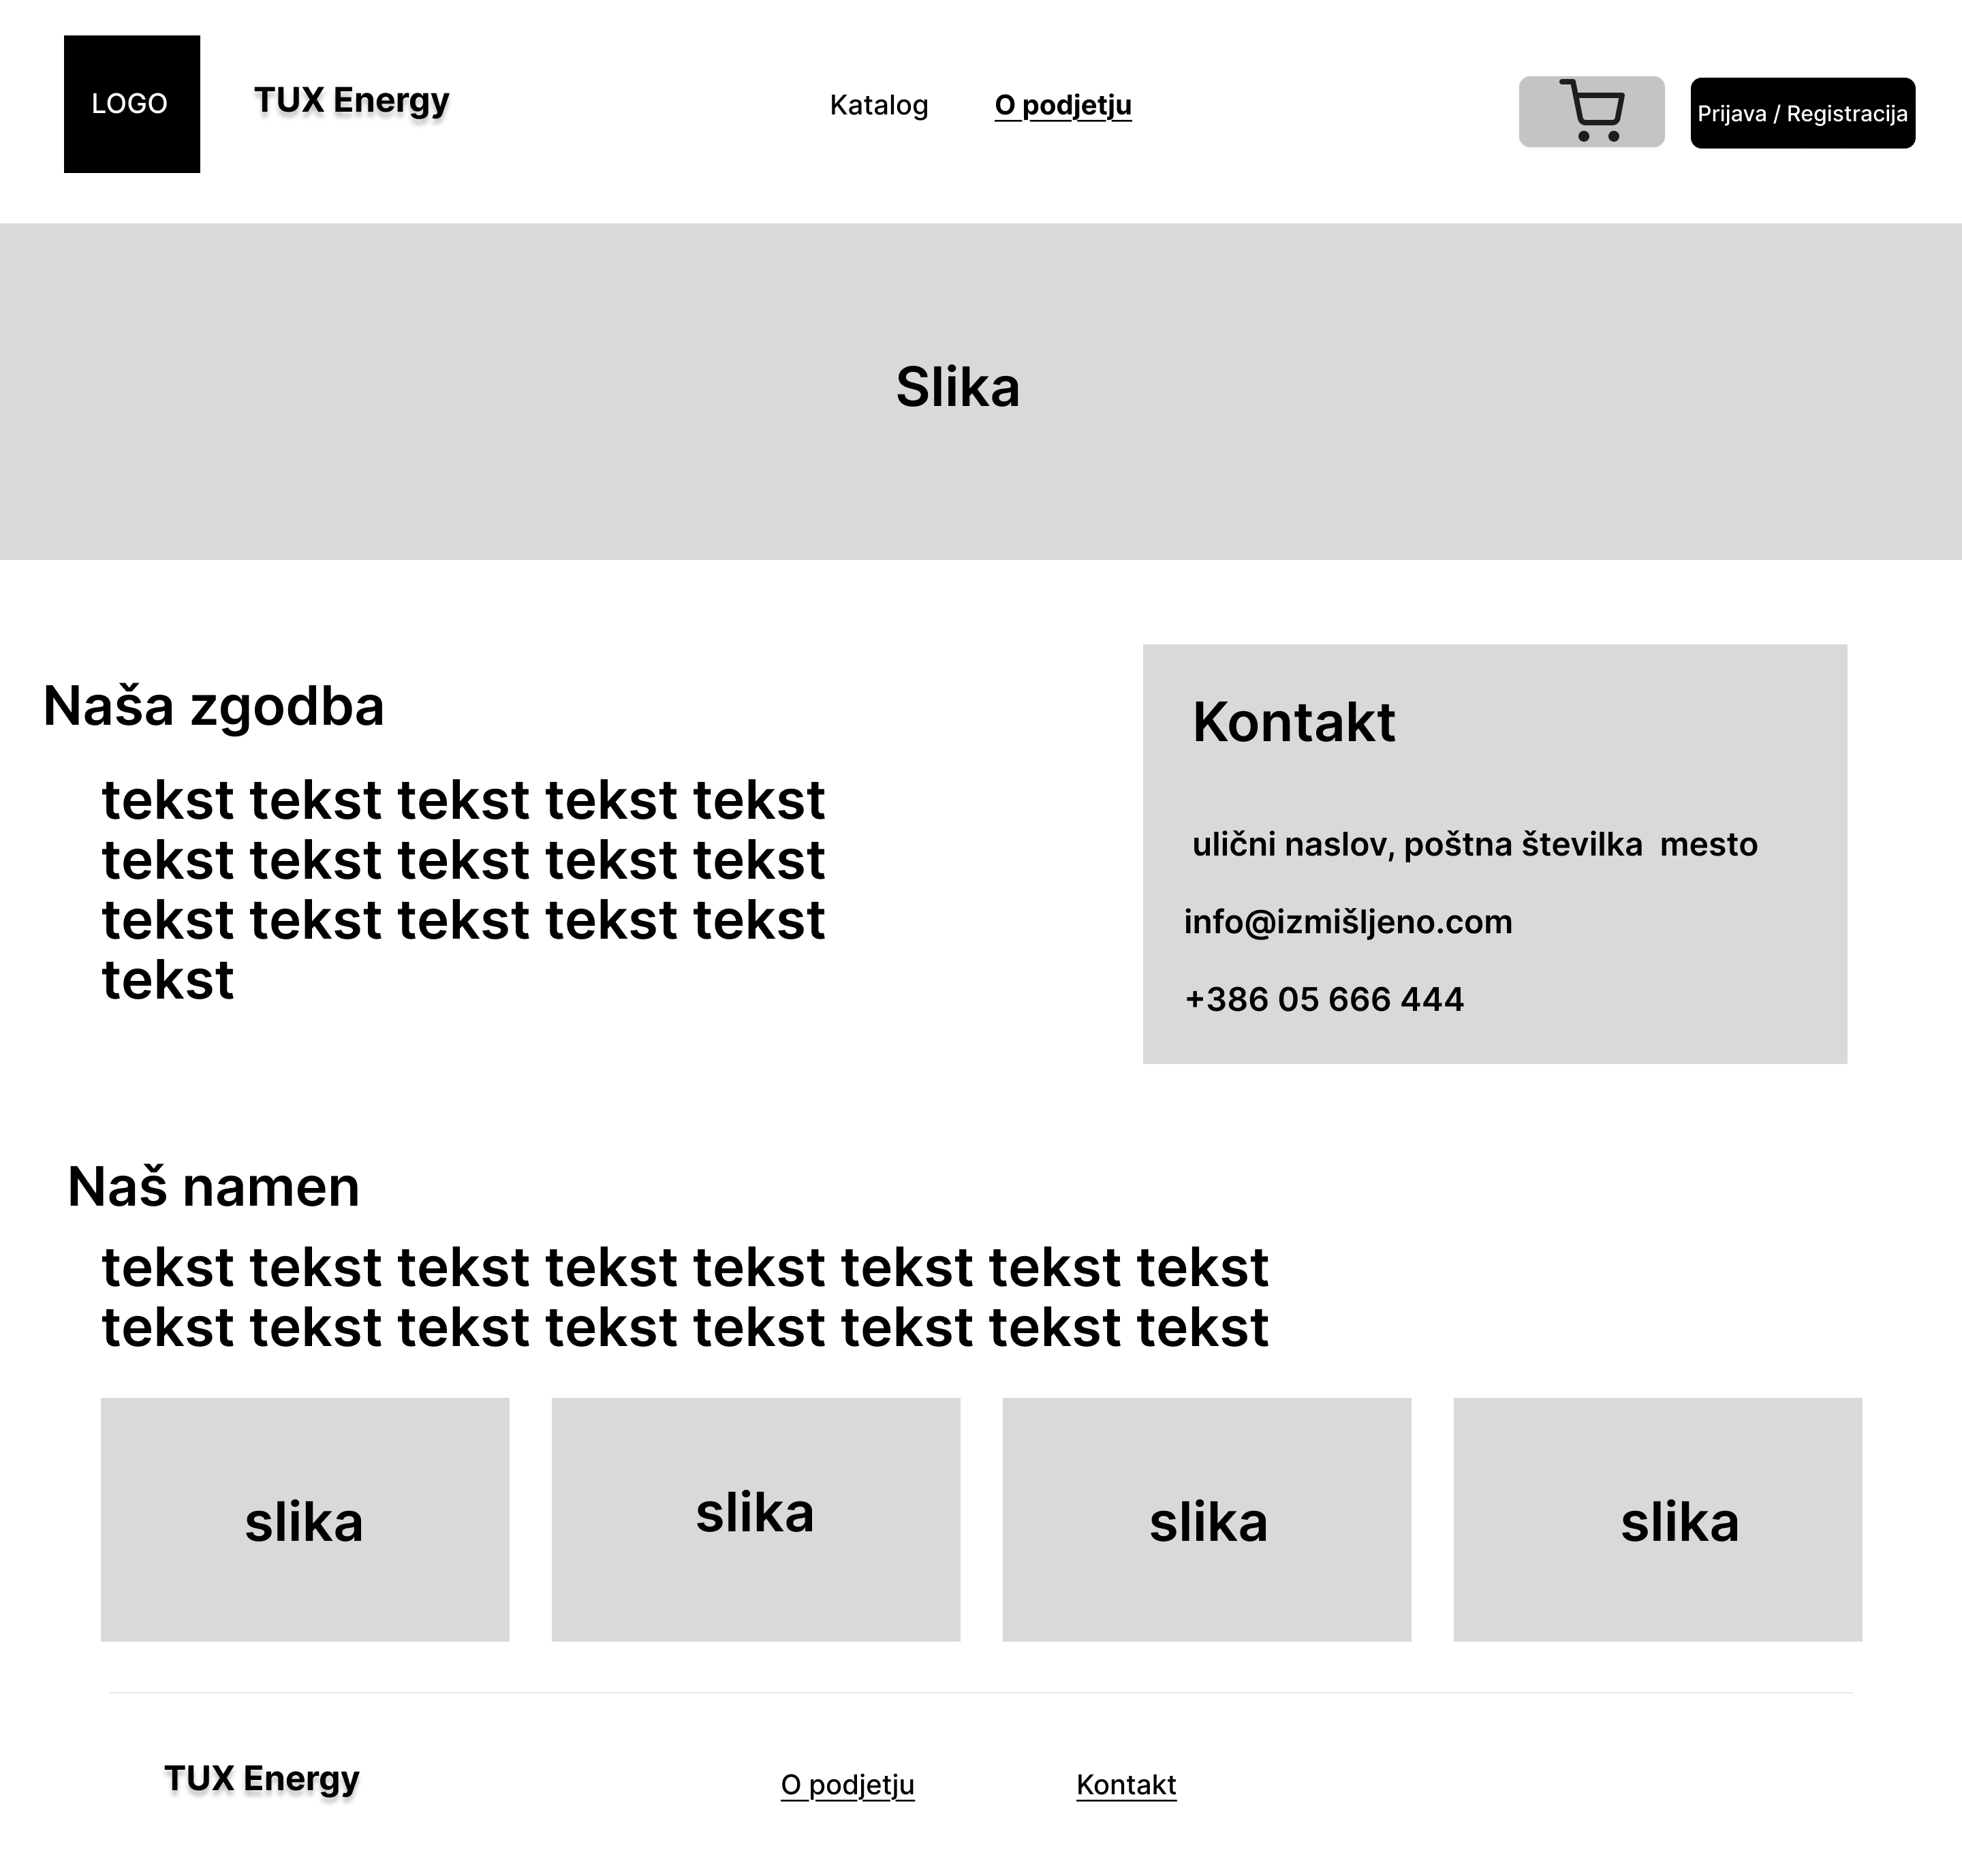 LOGO
TUX Energy
Katalog
O podjetju
Prijava / Registracija
Slika
Naša zgodba
tekst tekst tekst tekst tekst
tekst tekst tekst tekst tekst
tekst tekst tekst tekst tekst
tekst
Kontakt
ulični naslov, poštna številka  mesto
info@izmišljeno.com
+386 05 666 444
Naš namen
tekst tekst tekst tekst tekst tekst tekst tekst
tekst tekst tekst tekst tekst tekst tekst tekst
slika
slika
slika
slika
TUX Energy
O podjetju
Kontakt